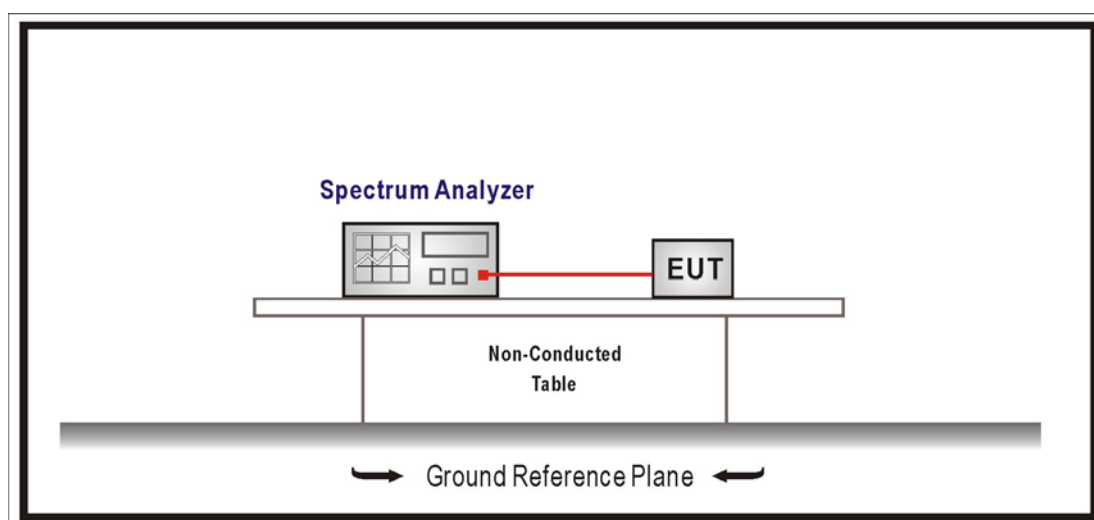 Spectrum Analyzer
EUT
Non-Conducted
Table
Ground Reference Plane